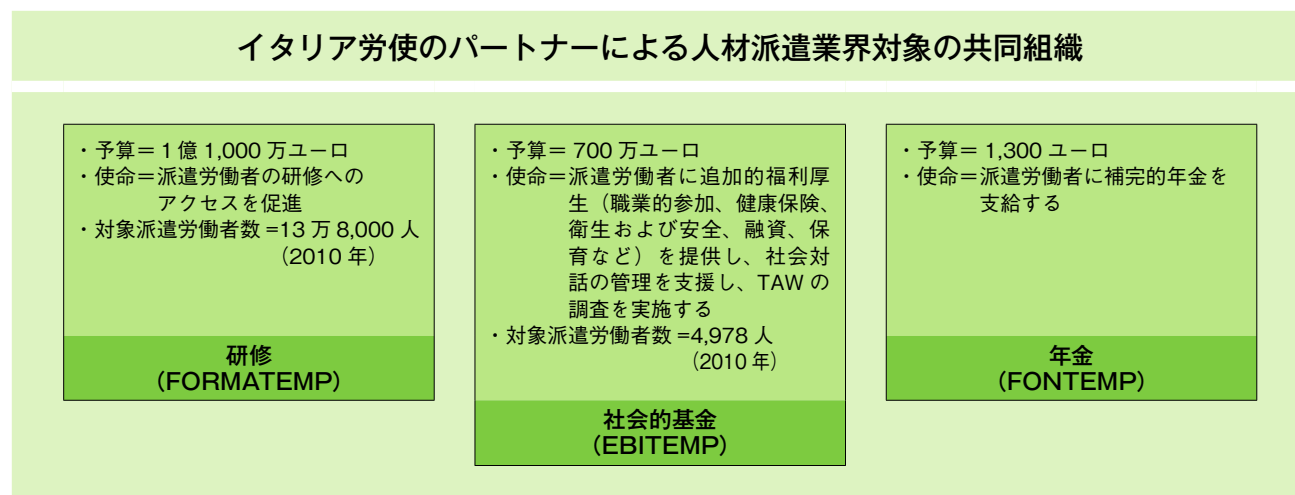 イタリア労使のパートナーによる人材派遣業界対象の共同組織
・予算＝1億1,000万ユーロ
・使命＝派遣労働者の研修への
アクセスを促進
・対象派遣労働者数=13万8,000人
（2010年）
研修
（FORMATEMP）
・予算＝700万ユーロ
・使命＝派遣労働者に追加的福利厚
生（職業的参加、健康保険、
衛生および安全、融資、保
育など）を提供し、社会対
話の管理を支援し、TAWの
調査を実施する
・対象派遣労働者数=4,978人
（2010年）
社会的基金
（EBITEMP）
・予算＝1,300ユーロ
・使命＝派遣労働者に補完的年金を
支給する
年金
（FONTEMP）